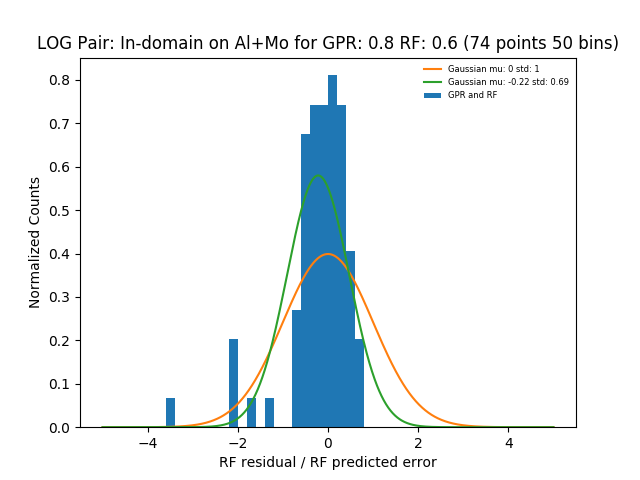 LOG Pair: In-domain on Al+Mo for GPR: 0.8 RF: 0.6 (74 points 50 bins)
Gaussian mu: 0 std: 1
Gaussian mu: -0.22 std: 0.69
GPR and RF
Normalized Counts
0.8
0.7
0.6
0.5
0.4
0.3
0.2
0.1
0.0
−4 −2 0 2 4
RF residual / RF predicted error